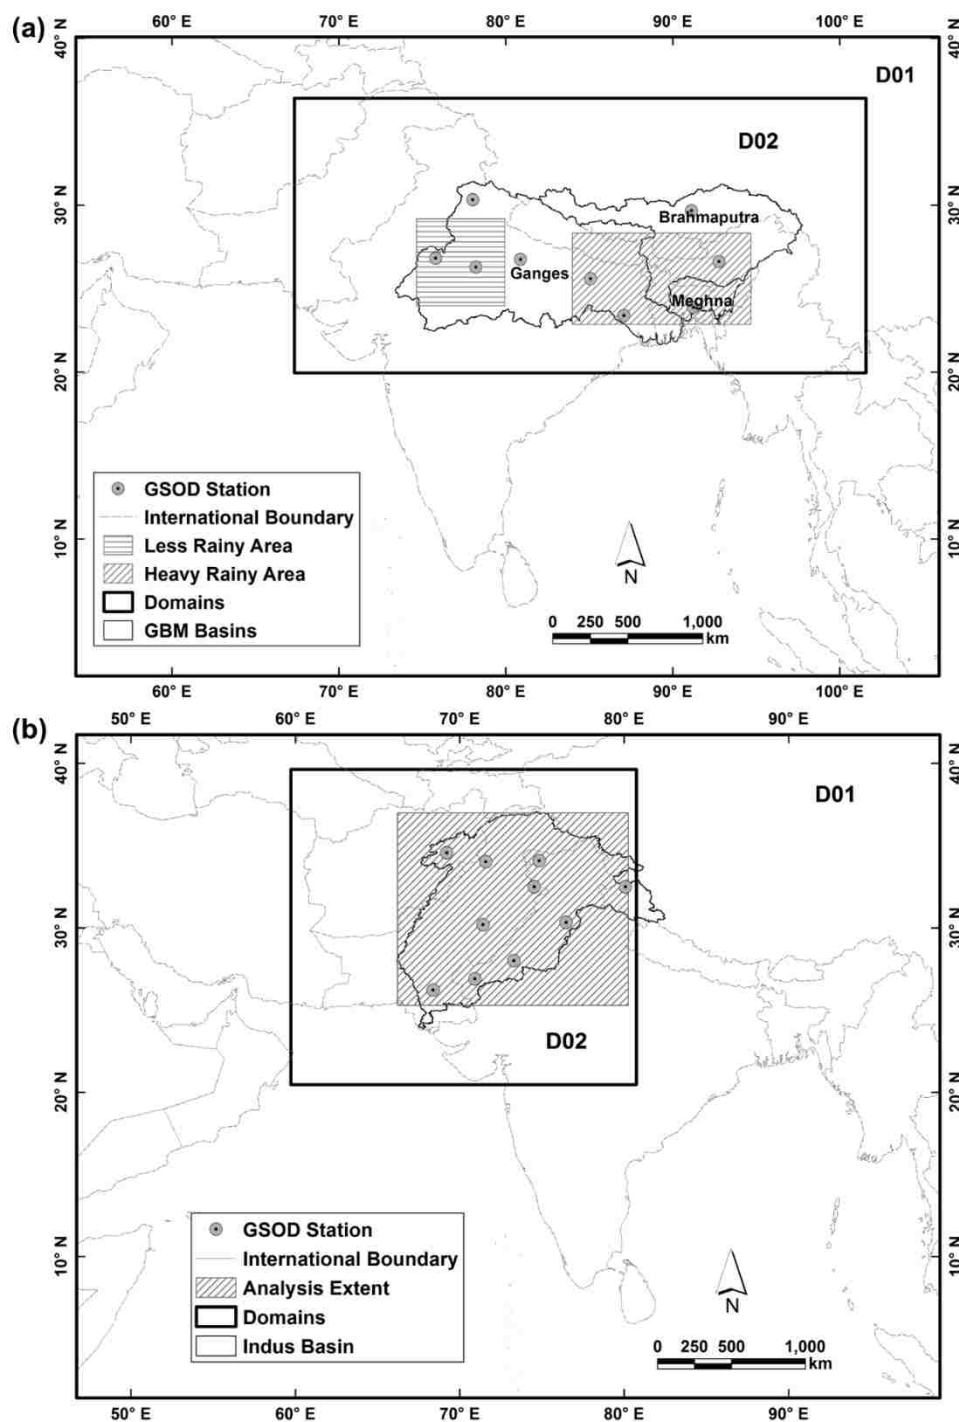 (a)
60° E 70° E 80° E 90° E 100° E
40° N
30° N
20° N
10° N
D01
D02
Brahmaputra
Ganges
Meghna
GSOD Station
International Boundary
Less Rainy Area
Heavy Rainy Area
Domains
GBM Basins
N
0 250 500 1,000
km
40° N
30° N
20° N
10° N
60° E 70° E 80° E 90° E 100° E
(b)
50° E 60° E 70° E 80° E 90° E
40° N
30° N
20° N
10° N
D01
D02
GSOD Station
International Boundary
Analysis Extent
Domains
Indus Basin
N
0 250 500 1,000
km
40° N
30° N
20° N
10° N
50° E 60° E 70° E 80° E 90° E